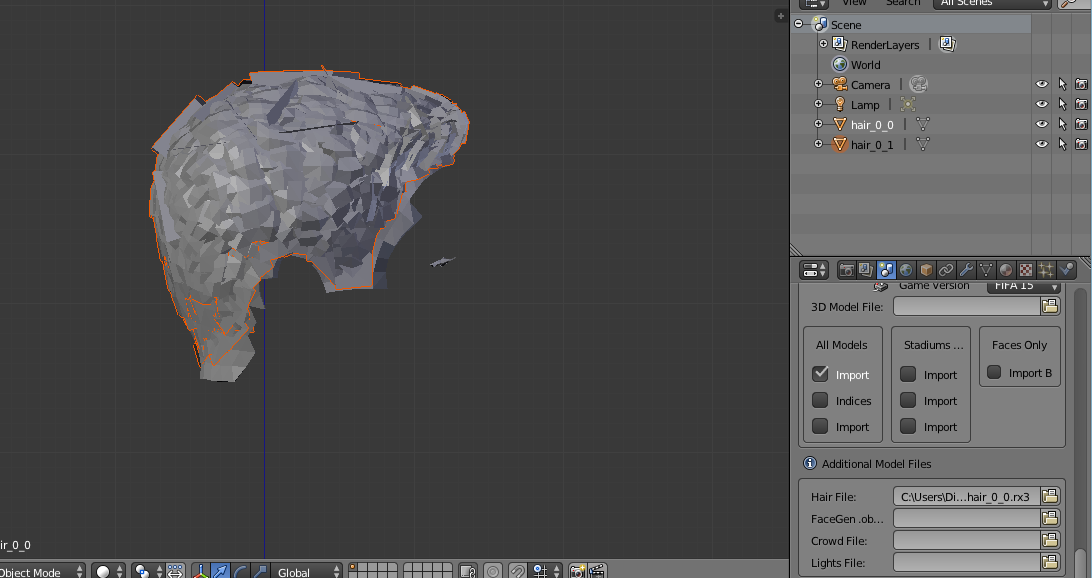 View Search All Scenes
Scene
RenderLayers
World
Camera
Lamp
hair_0_0
hair_0_1
Game Version FIFA 15
3D Model File:
All Models Stadiums ... Faces Only
Import Import Import B
Indices Import
Import Import
Additional Model Files
Hair File: C:\Users\Di...hair_0_0.rx3
FaceGen .ob...
Crowd File:
Lights File:
ir_0_0
Object Mode Global